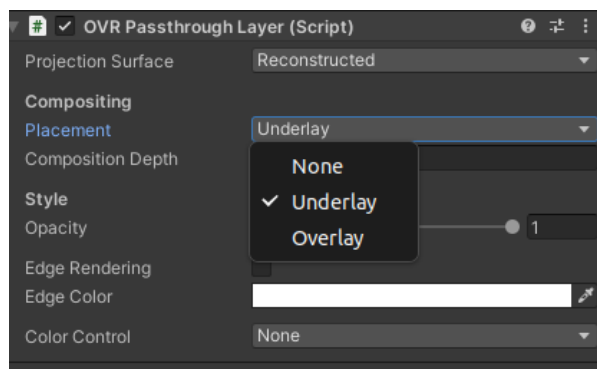 # OVR Passthrough Layer (Script)
Projection Surface Reconstructed
Compositing
Placement Underlay
Composition Depth
None
Underlay
Overlay
Style
Opacity 1
Edge Rendering
Edge Color
Color Control None